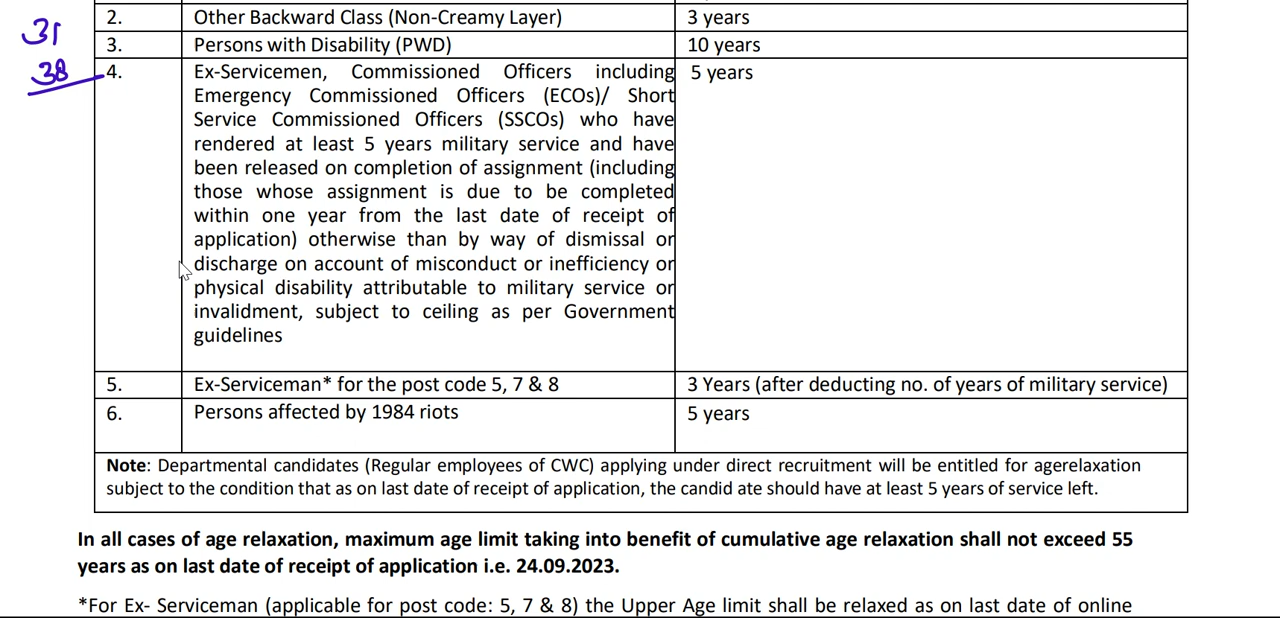 2. Other Backward Class (Non-Creamy Layer) 3 years
31
3. Persons with Disability (PWD) 10 years
38
4. Ex-Servicemen, Commissioned Officers including 5 years
Emergency Commissioned Officers (ECOs)/ Short
Service Commissioned Officers (SSCOs) who have
rendered at least 5 years military service and have
been released on completion of assignment (including
those whose assignment is due to be completed
within one year from the last date of receipt of
application) otherwise than by way of dismissal or
discharge on account of misconduct or inefficiency or
physical disability attributable to military service or
invalidment, subject to ceiling as per Government
guidelines
5. Ex-Serviceman* for the post code 5, 7 & 8 3 Years (after deducting no. of years of military service)
6. Persons affected by 1984 riots 5 years
Note: Departmental candidates (Regular employees of CWC) applying under direct recruitment will be entitled for agerelaxation
subject to the condition that as on last date of receipt of application, the candid ate should have at least 5 years of service left.
In all cases of age relaxation, maximum age limit taking into benefit of cumulative age relaxation shall not exceed 55
years as on last date of receipt of application i.e. 24.09.2023.
*For Ex- Serviceman (applicable for post code: 5, 7 & 8) the Upper Age limit shall be relaxed as on last date of online